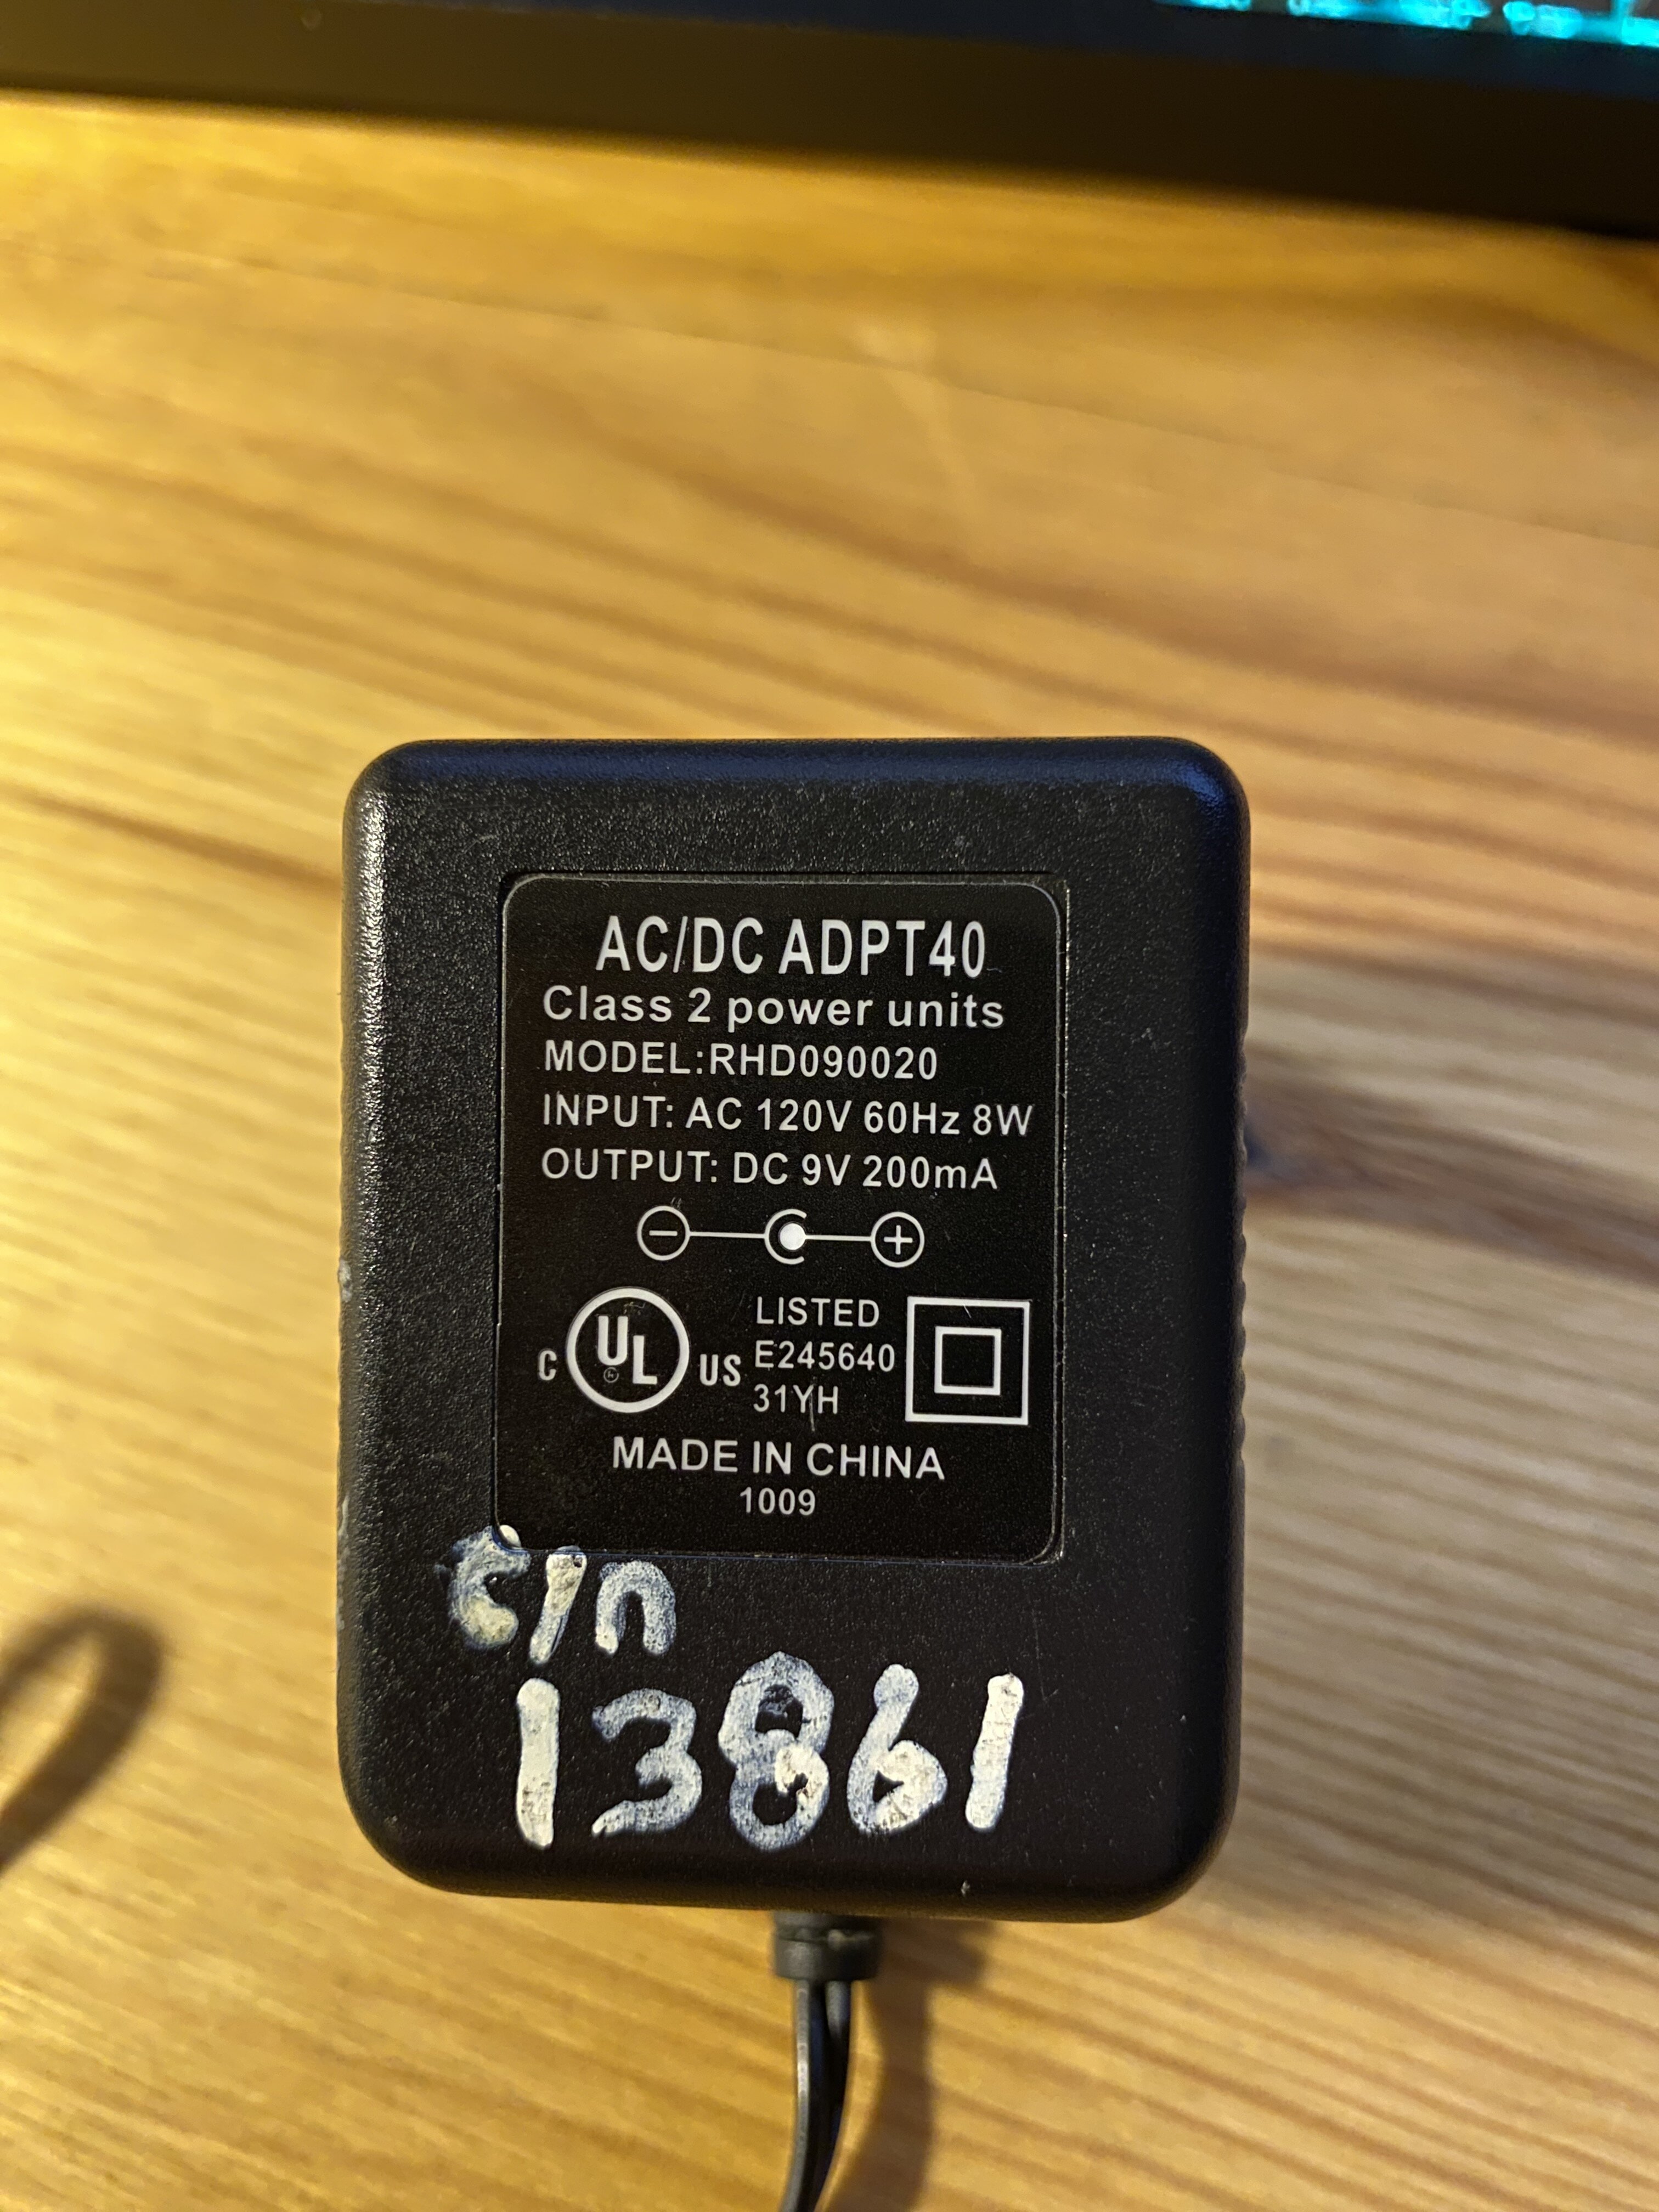 AC/DC ADPT40
Class 2 power units
MODEL:RHD090020
INPUT: AC 120V 60Hz 8W
OUTPUT: DC 9V 200mA
C UL US
LISTED
E245640
31YH
MADE IN CHINA
1009
13861